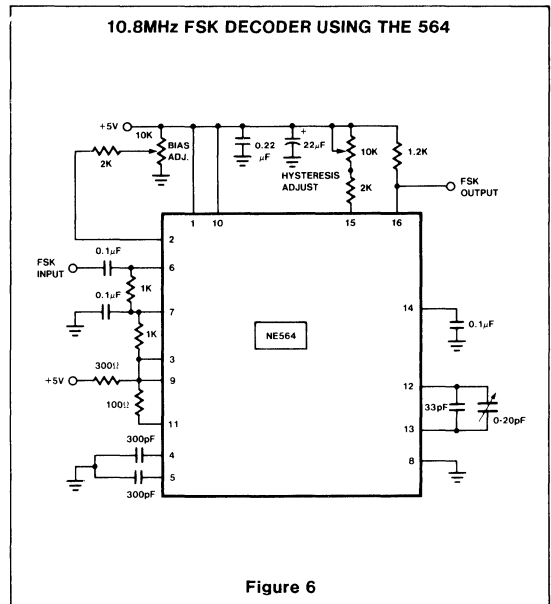 10.8MHz FSK DECODER USING THE 564
+5V
10K
BIAS
ADJ.
2K
0.22
µF
+
22µF
HYSTERESIS
ADJUST
10K
2K
1.2K
FSK
OUTPUT
1
10
15
16
2
FSK
INPUT
0.1µF
6
1K
0.1µF
7
1K
NE564
14
0.1µF
3
300Ω
+5V
9
100Ω
11
12
33pF
0-20pF
13
300pF
4
5
300pF
8
Figure 6